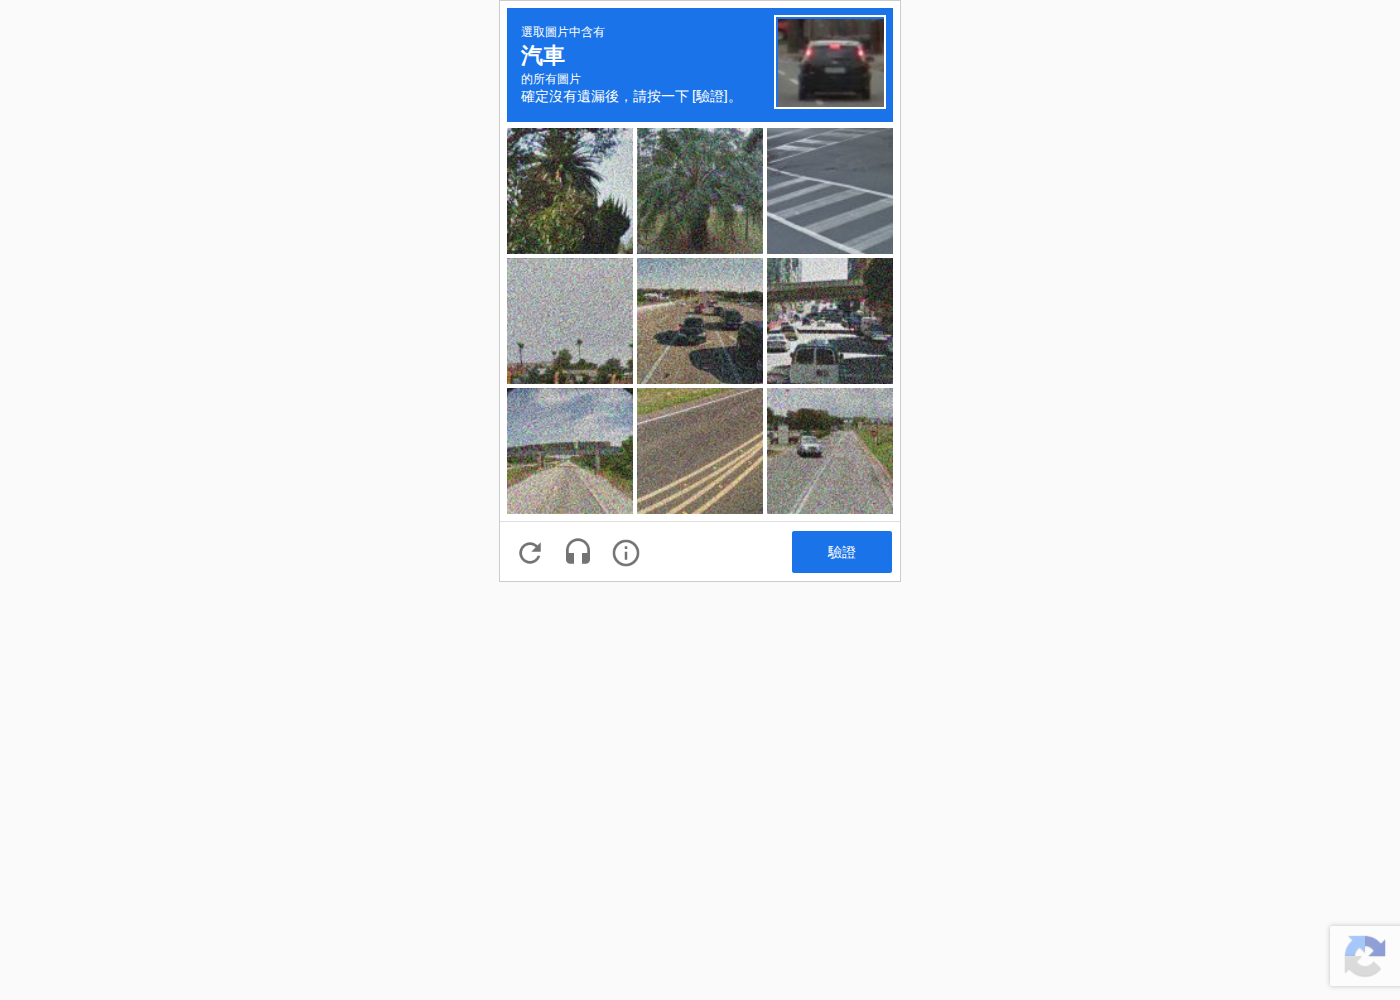 選取圖片中含有
汽車
的所有圖片
確定沒有遺漏後，請按一下 [驗證]。
驗證